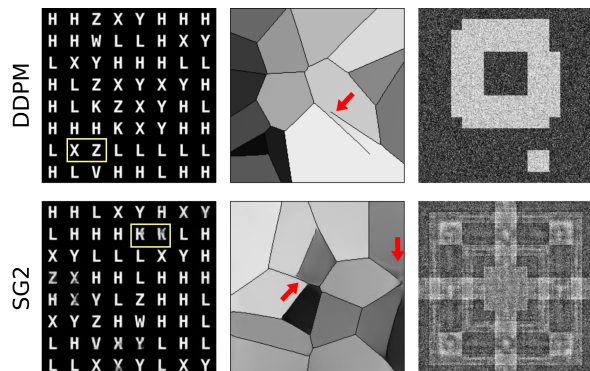 DDPM
H H Z X Y H H H
H H W L L H X Y
L X Y H H H L L
H L Z X Y X Y H
H L K Z X Y H L
H H H K X Y H H
L X Z L L L L L
H L V H H L H L
SG2
H H L X Y H X Y
L H H H K L H
X Y L L L X Y H
Z X H H L H H H
H X Y L Z H H L
X Y Z H W H H L
L H V X Y L H H
L L X X Y L X Y